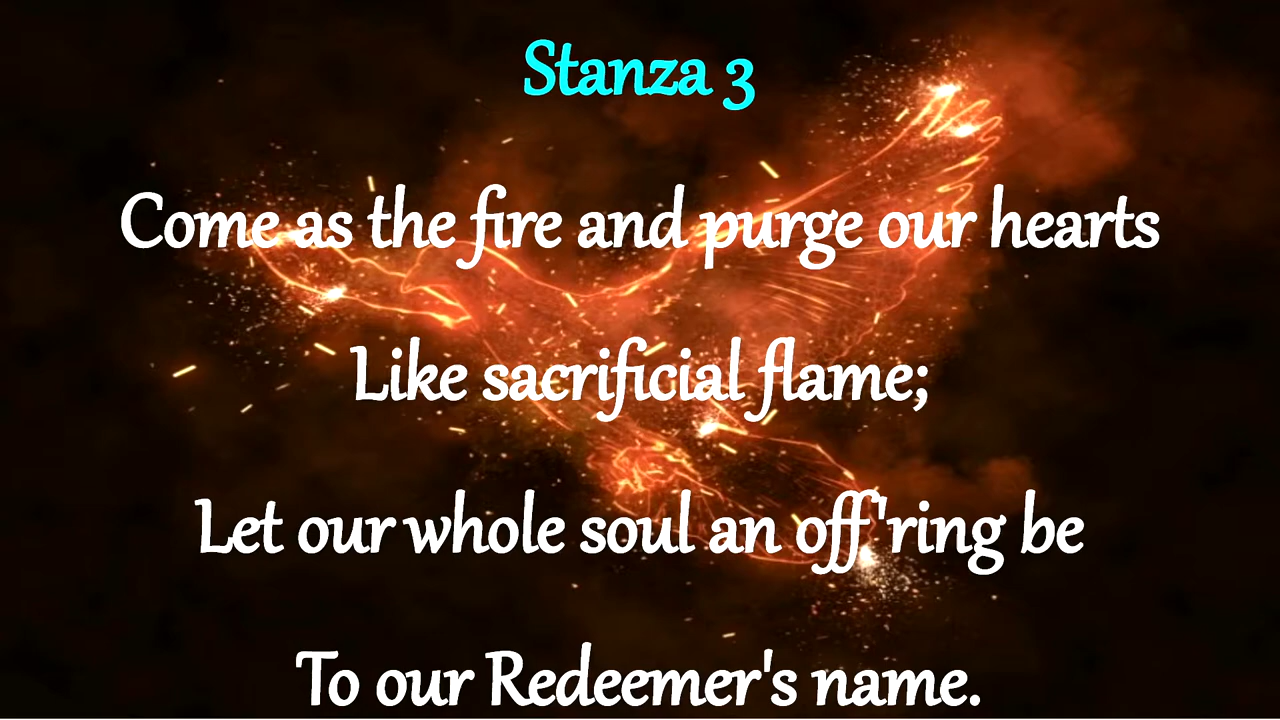 Stanza 3
Come as the fire and purge our hearts
Like sacrificial flame;
Let our whole soul an off'ring be
To our Redeemer's name.